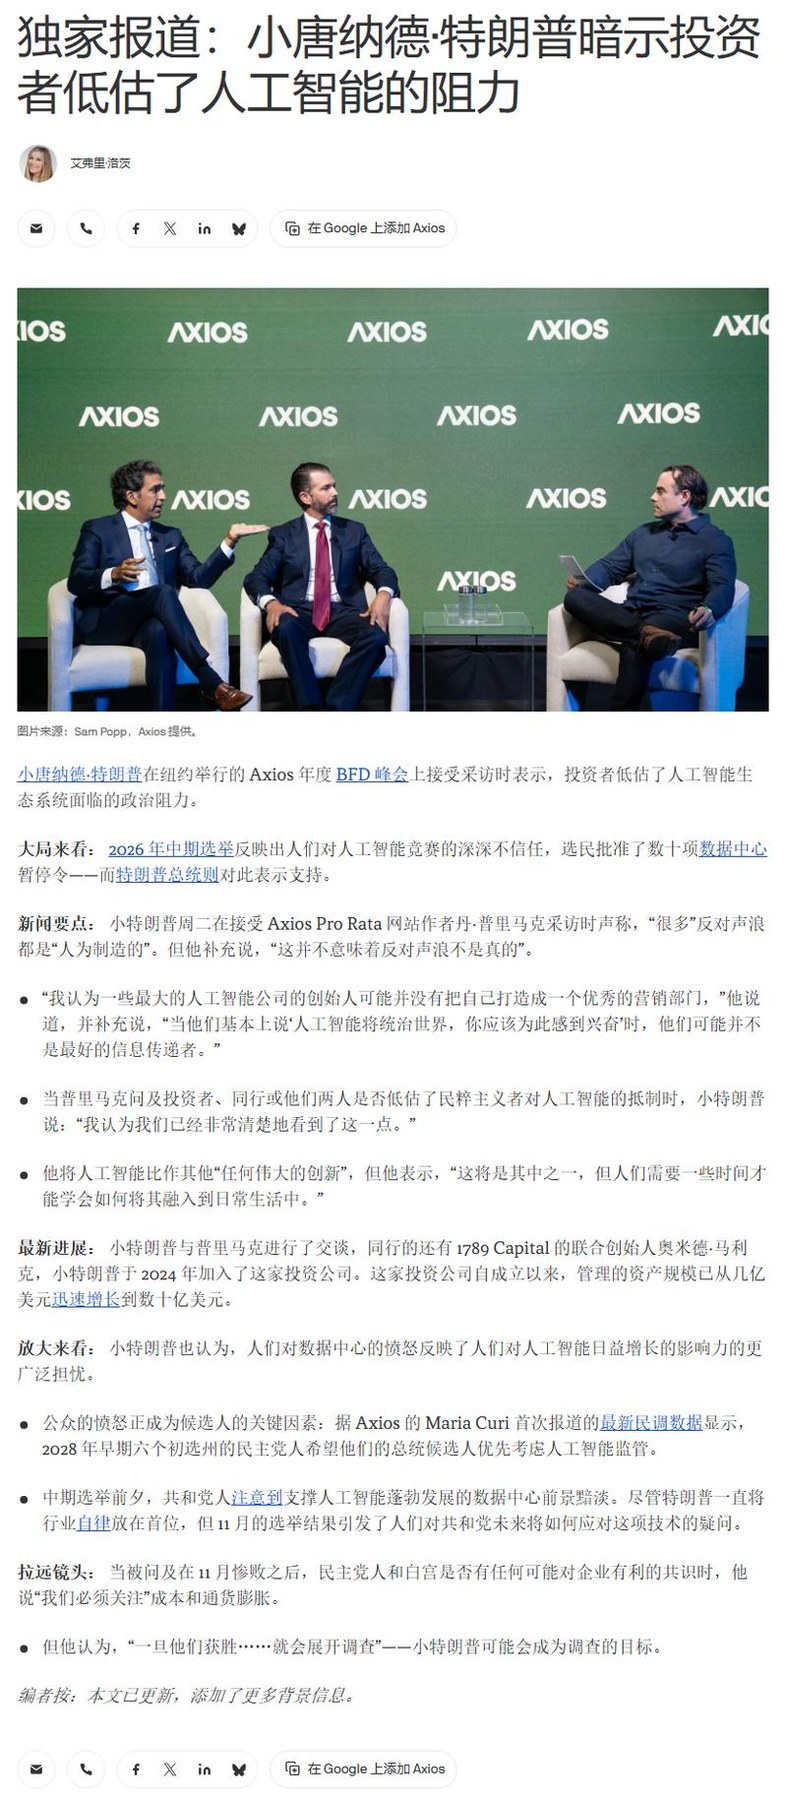 独家报道：小唐纳德·特朗普暗示投资
者低估了人工智能的阻力
艾弗里·洛茨
在 Google 上添加 Axios
XIOS AXIOS AXIOS AXIOS AXIO
AXIOS AXIOS AXIOS AXIOS
XIOS AXIOS AXIOS AXIOS AXIO
AXIOS
图片来源：Sam Popp，Axios 提供。
小唐纳德·特朗普在纽约举行的 Axios 年度 BFD 峰会上接受采访时表示，投资者低估了人工智能生
态系统面临的政治阻力。
大局来看： 2026 年中期选举反映出人们对人工智能竞赛的深深不信任，选民批准了数十项数据中心
暂停令——而特朗普总统则对此表示支持。
新闻要点： 小特朗普周二在接受 Axios Pro Rata 网站作者丹·普里马克采访时声称，“很多”反对声浪
都是“人为制造的”。但他补充说，“这并不意味着反对声浪不是真的”。
● “我认为一些最大的人工智能公司的创始人可能并没有把自己打造成一个优秀的营销部门，”他说
道，并补充说，“当他们基本上说‘人工智能将统治世界，你应该为此感到兴奋’时，他们可能并不
是最好的信息传递者。”
● 当普里马克问及投资者、同行或他们两人是否低估了民粹主义者对人工智能的抵制时，小特朗普
说：“我认为我们已经非常清楚地看到了这一点。”
● 他将人工智能比作其他“任何伟大的创新”，但他表示，“这将是其中之一，但人们需要一些时间才
能学会如何将其融入到日常生活中。”
最新进展： 小特朗普与普里马克进行了交谈，同行的还有 1789 Capital 的联合创始人奥米德·马利
克，小特朗普于 2024 年加入了这家投资公司。这家投资公司自成立以来，管理的资产规模已从几亿
美元迅速增长到数十亿美元。
放大来看： 小特朗普也认为，人们对数据中心的愤怒反映了人们对人工智能日益增长的影响力的更
广泛担忧。
● 公众的愤怒正成为候选人的关键因素：据 Axios 的 Maria Curi 首次报道的最新民调数据显示，
2028 年早期六个初选州的民主党人希望他们的总统候选人优先考虑人工智能监管。
● 中期选举前夕，共和党人注意到支撑人工智能蓬勃发展的数据中心前景黯淡。尽管特朗普一直将
行业自律放在首位，但 11 月的选举结果引发了人们对共和党未来将如何应对这项技术的疑问。
拉远镜头： 当被问及在 11 月惨败之后，民主党人和白宫是否有任何可能对企业有利的共识时，他
说“我们必须关注”成本和通货膨胀。
● 但他认为，“一旦他们获胜……就会展开调查”——小特朗普可能会成为调查的目标。
编者按：本文已更新，添加了更多背景信息。
在 Google 上添加 Axios